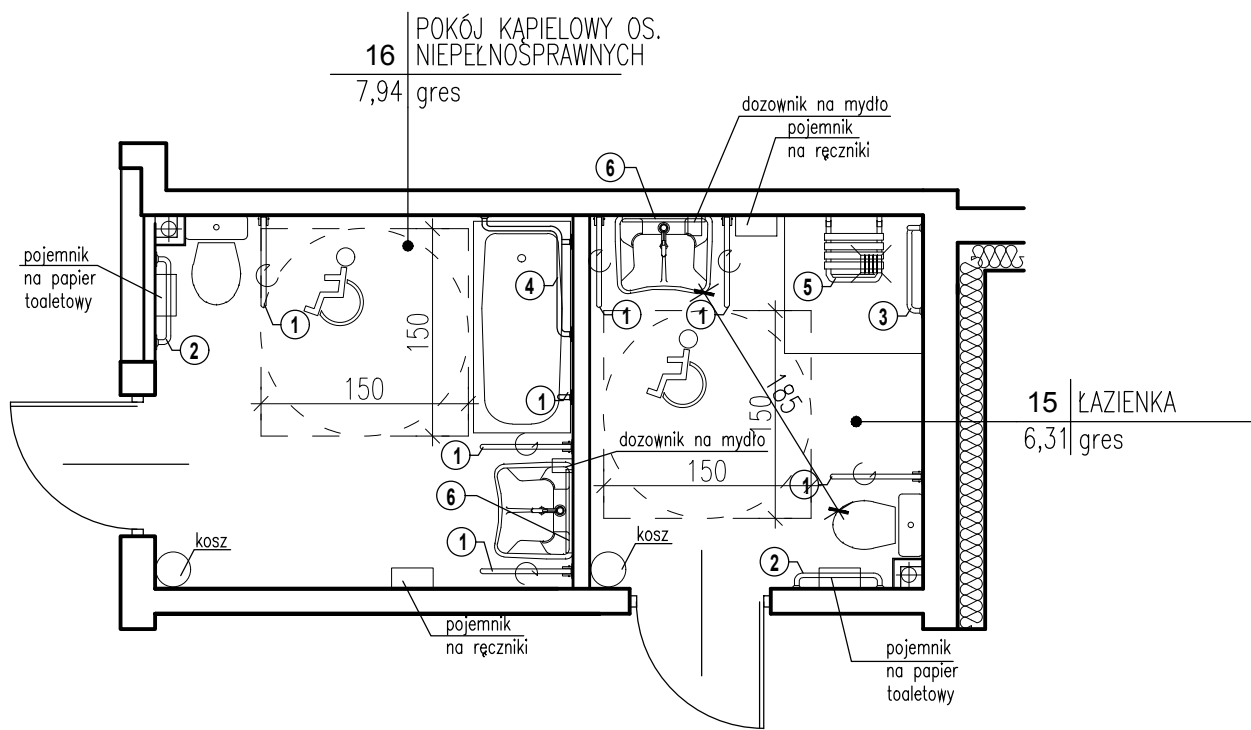 POKÓJ KĄPIELOWY OS.
16 NIEPEŁNOSPRAWNYCH
7,94 gres
dozownik na mydło
pojemnik
na ręczniki
6
pojemnik
na papier
toaletowy
4
5
1
1
1
3
2
150
150
150
185
150
1
15 ŁAZIENKA
6,31 gres
dozownik na mydło
1
1
6
1
kosz
kosz
2
pojemnik
na ręczniki
pojemnik
na papier
toaletowy